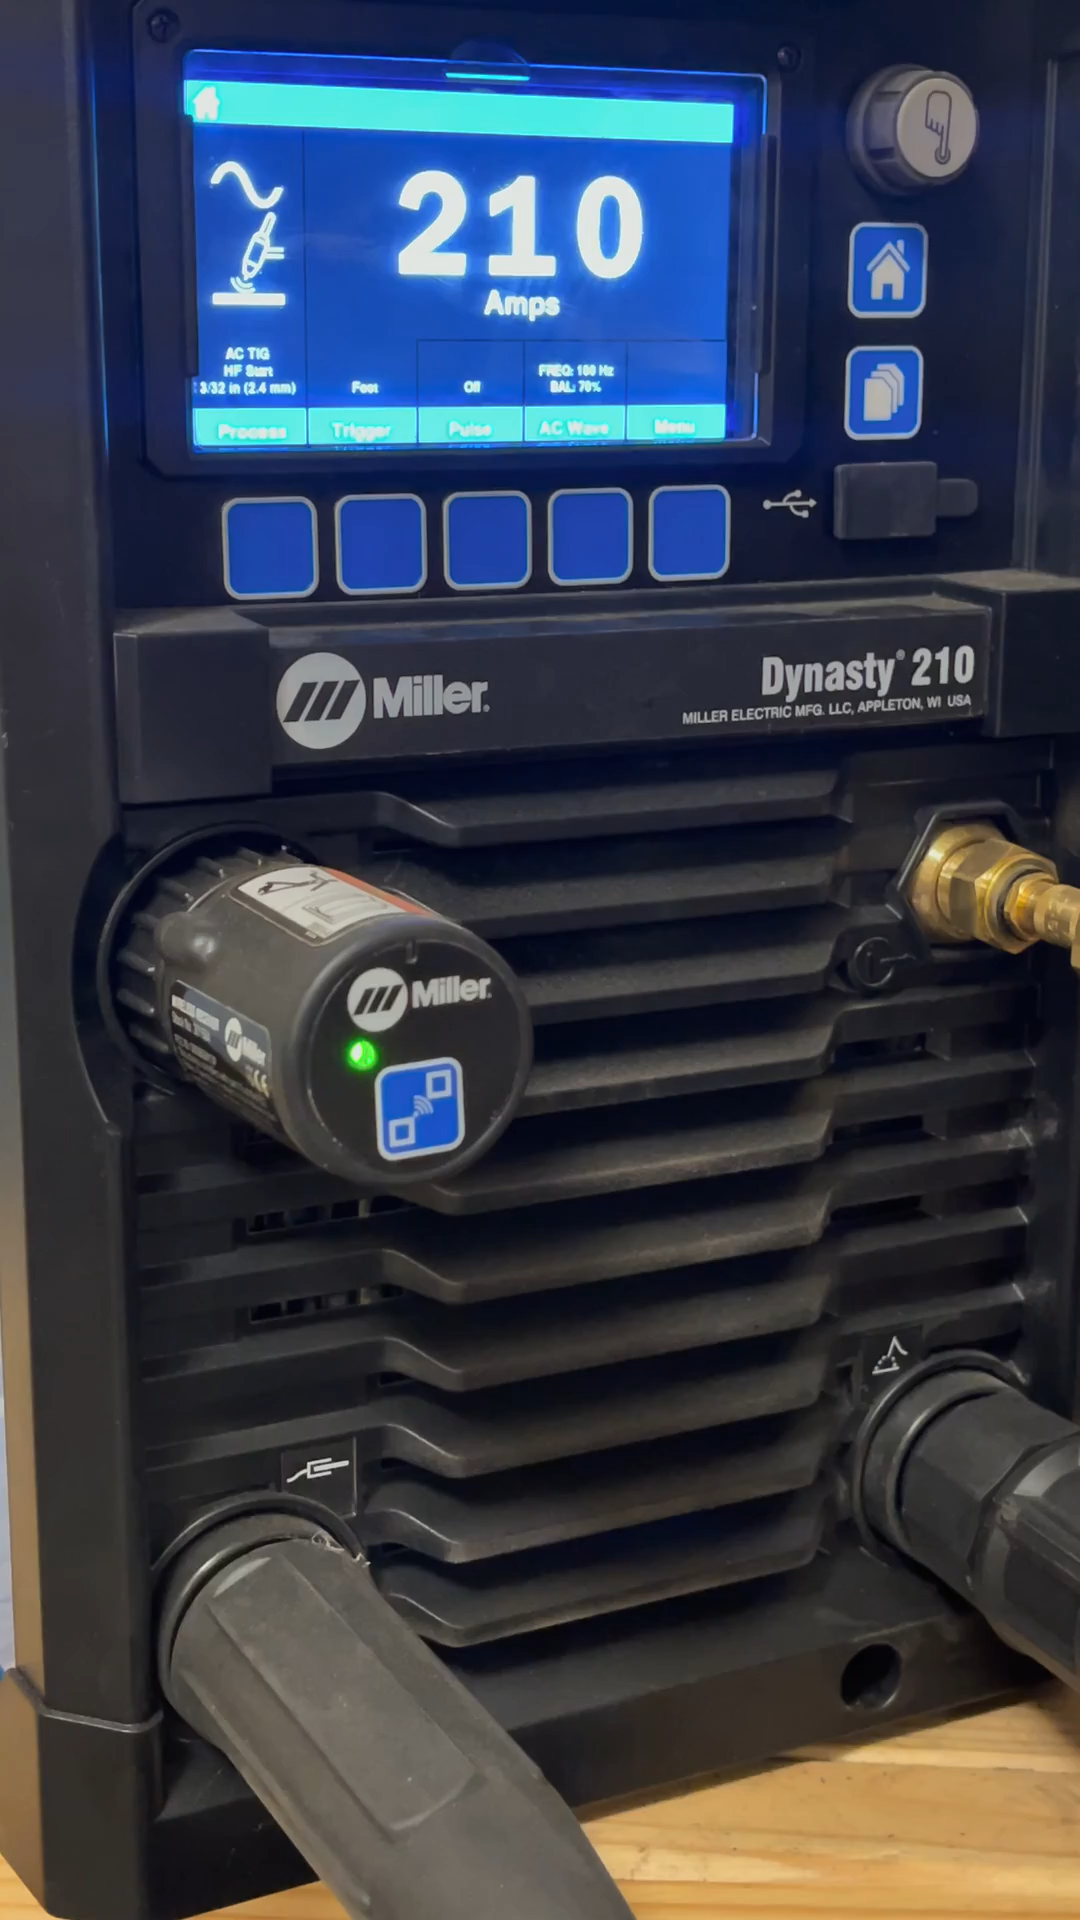 210
Amps
AC TIG
HF Start
3/32 in (2.4 mm)
Foot
Off
FREQ: 100 Hz
BAL: 70%
Process
Trigger
Pulse
AC Wave
Menu
Miller
Dynasty® 210
MILLER ELECTRIC MFG. LLC, APPLETON, WI USA
Miller
Miller